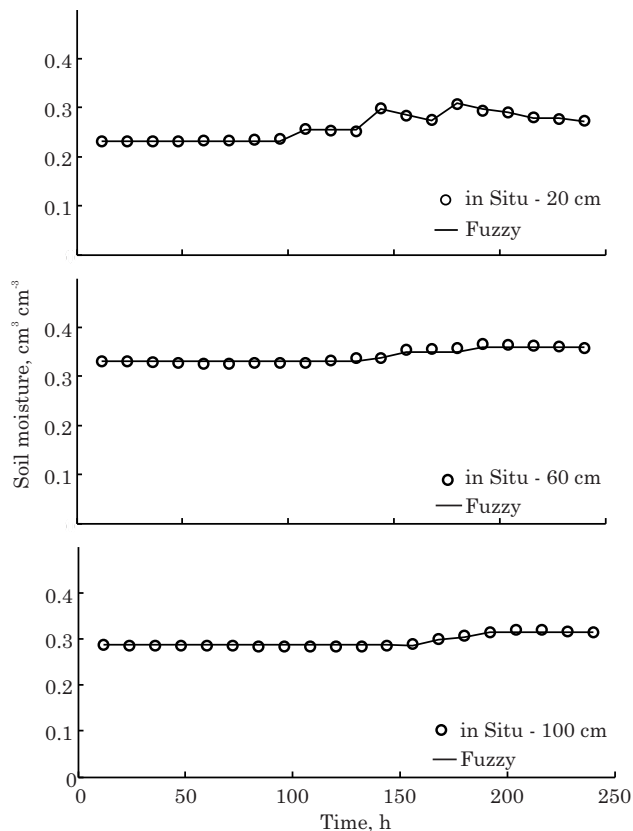 0.4
0.3
0.2
0.1
in Situ - 20 cm
Fuzzy
Soil moisture, cm³ cm⁻³
0.4
0.3
0.2
0.1
in Situ - 60 cm
Fuzzy
0.4
0.3
0.2
0.1
0
in Situ - 100 cm
Fuzzy
0 50 100 150 200 250
Time, h